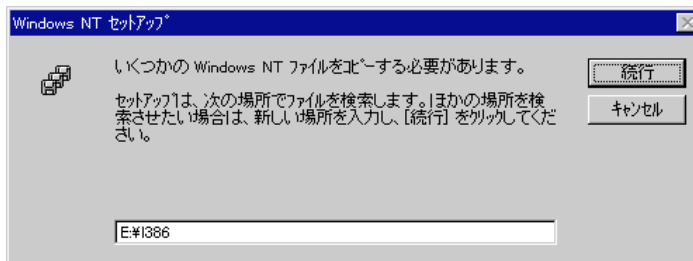 Windows NT ｾｯﾄｱｯﾌﾟ
いくつかの Windows NT ファイルをコピーする必要があります。
続行
セットアップは、次の場所でファイルを検索します。ほかの場所を検
索させたい場合は、新しい場所を入力し、[続行] をクリックしてくだ
さい。
キャンセル
E:¥I386